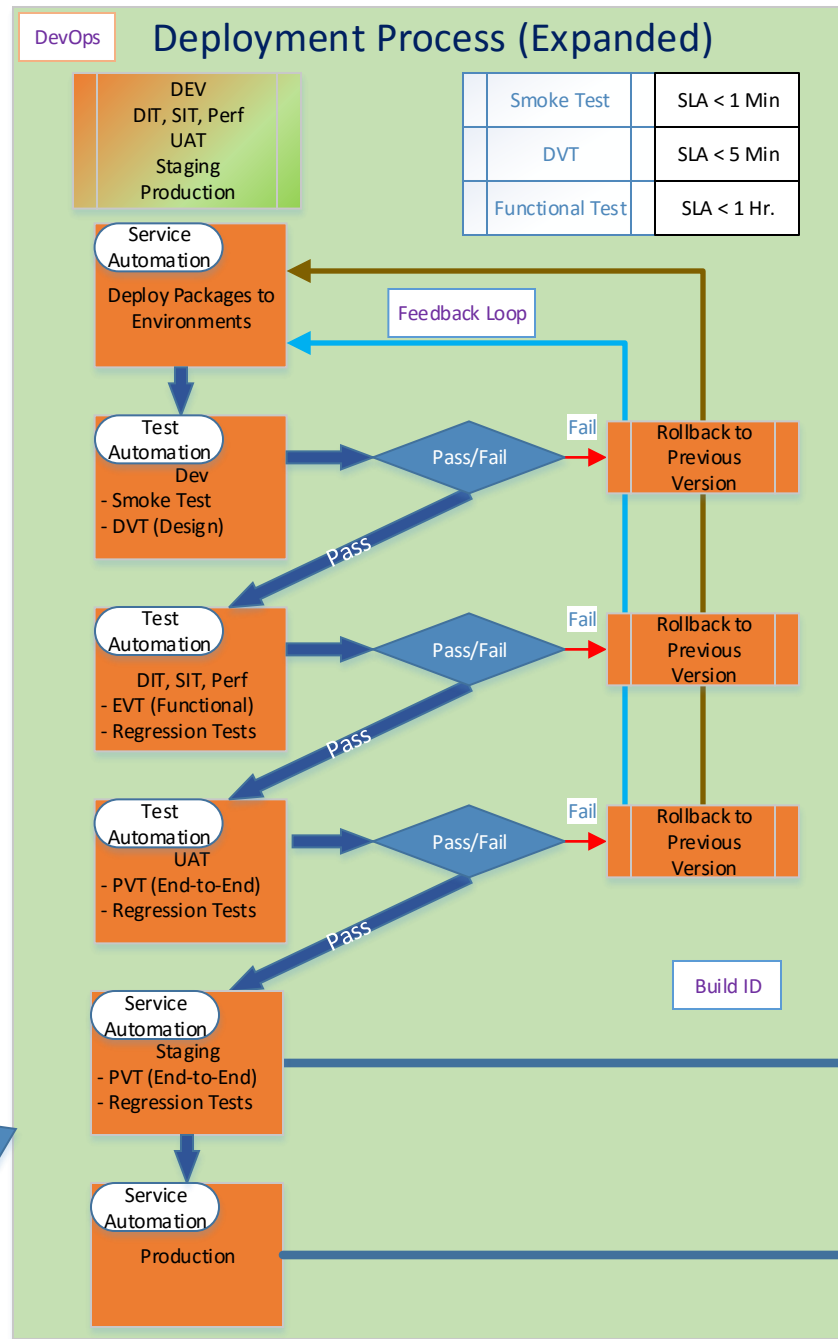 DevOps
Deployment Process (Expanded)
DEV
DIT, SIT, Perf
UAT
Staging
Production
Smoke Test
SLA < 1 Min
DVT
SLA < 5 Min
Functional Test
SLA < 1 Hr.
Service
Automation
Deploy Packages to
Environments
Feedback Loop
Test
Automation
Dev
- Smoke Test
- DVT (Design)
Pass/Fail
Fail
Rollback to
Previous
Version
Pass
Test
Automation
DIT, SIT, Perf
- EVT (Functional)
- Regression Tests
Pass/Fail
Fail
Rollback to
Previous
Version
Pass
Test
Automation
UAT
- PVT (End-to-End)
- Regression Tests
Pass/Fail
Fail
Rollback to
Previous
Version
Pass
Build ID
Service
Automation
Staging
- PVT (End-to-End)
- Regression Tests
Service
Automation
Production